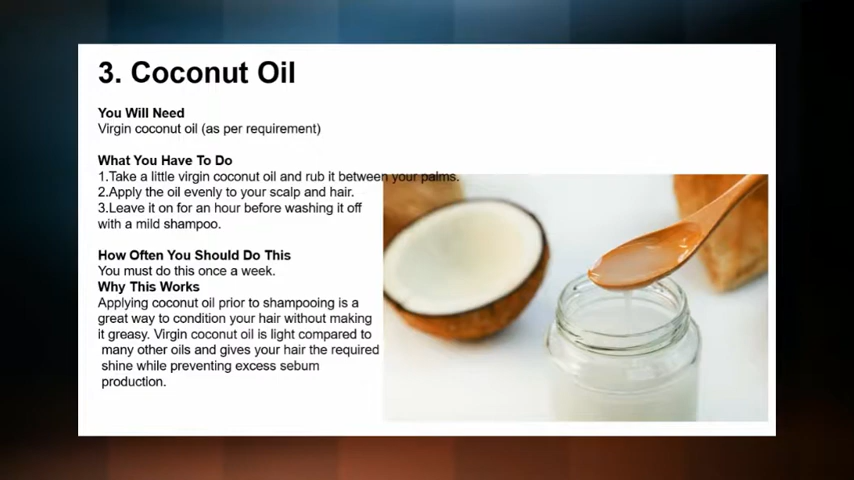 3. Coconut Oil
You Will Need
Virgin coconut oil (as per requirement)
What You Have To Do
1.Take a little virgin coconut oil and rub it between your palms.
2.Apply the oil evenly to your scalp and hair.
3.Leave it on for an hour before washing it off
with a mild shampoo.
How Often You Should Do This
You must do this once a week.
Why This Works
Applying coconut oil prior to shampooing is a
great way to condition your hair without making
it greasy. Virgin coconut oil is light compared to
many other oils and gives your hair the required
shine while preventing excess sebum
production.